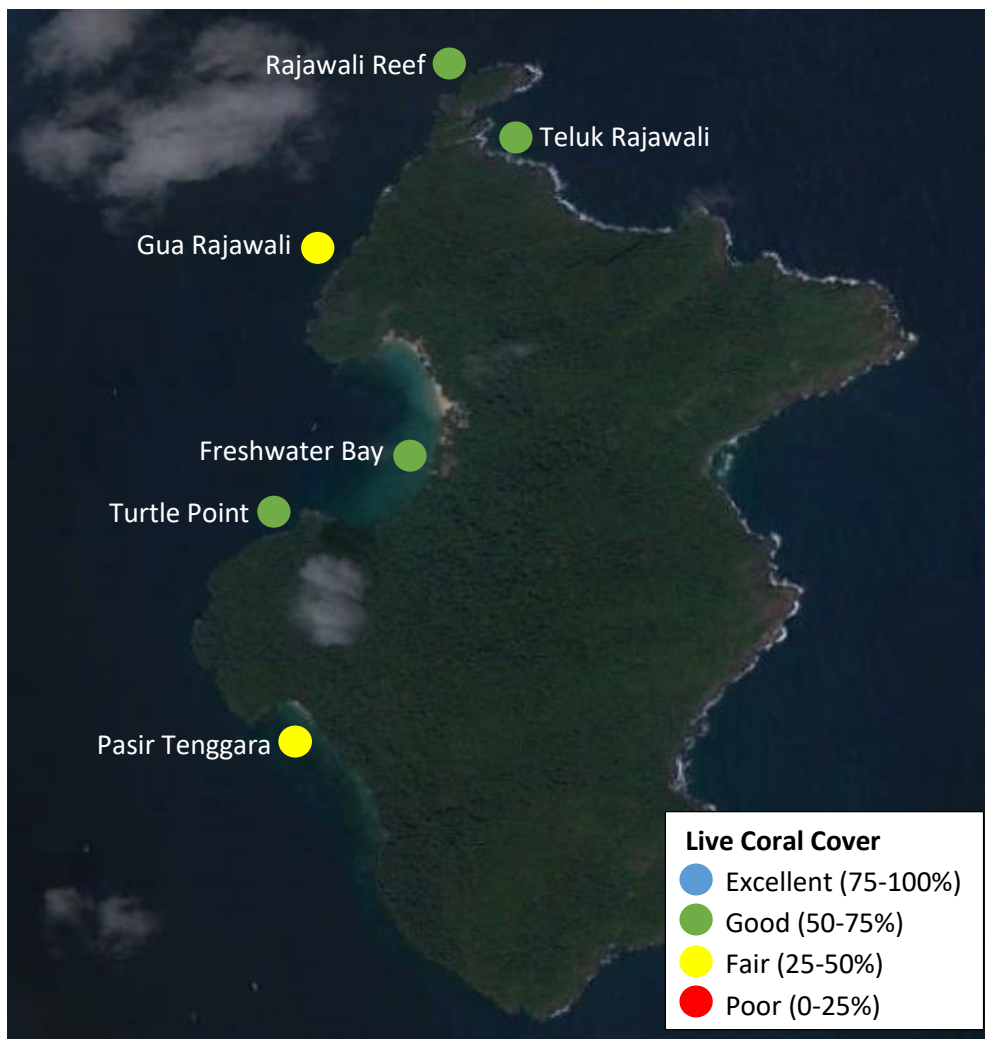 Rajawali Reef
Teluk Rajawali
Gua Rajawali
Freshwater Bay
Turtle Point
Pasir Tenggara
Live Coral Cover
Excellent (75-100%)
Good (50-75%)
Fair (25-50%)
Poor (0-25%)